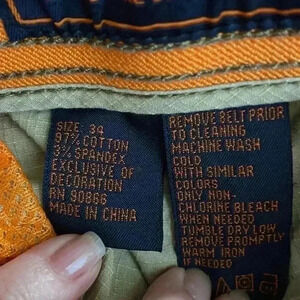 SIZE: 34
97% COTTON
3% SPANDEX
EXCLUSIVE OF
DECORATION
RN 90866
MADE IN CHINA
REMOVE BELT PRIOR
TO CLEANING
MACHINE WASH
COLD
WITH SIMILAR
COLORS
ONLY NON-
CHLORINE BLEACH
WHEN NEEDED
TUMBLE DRY LOW
REMOVE PROMPTLY
WARM IRON
IF NEEDED